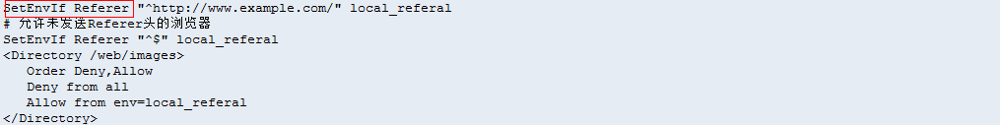 SetEnvIf Referer "^http://www.example.com/" local_referal
# 允许未发送Referer头的浏览器
SetEnvIf Referer "^$" local_referal
<Directory /web/images>
   Order Deny,Allow
   Deny from all
   Allow from env=local_referal
</Directory>